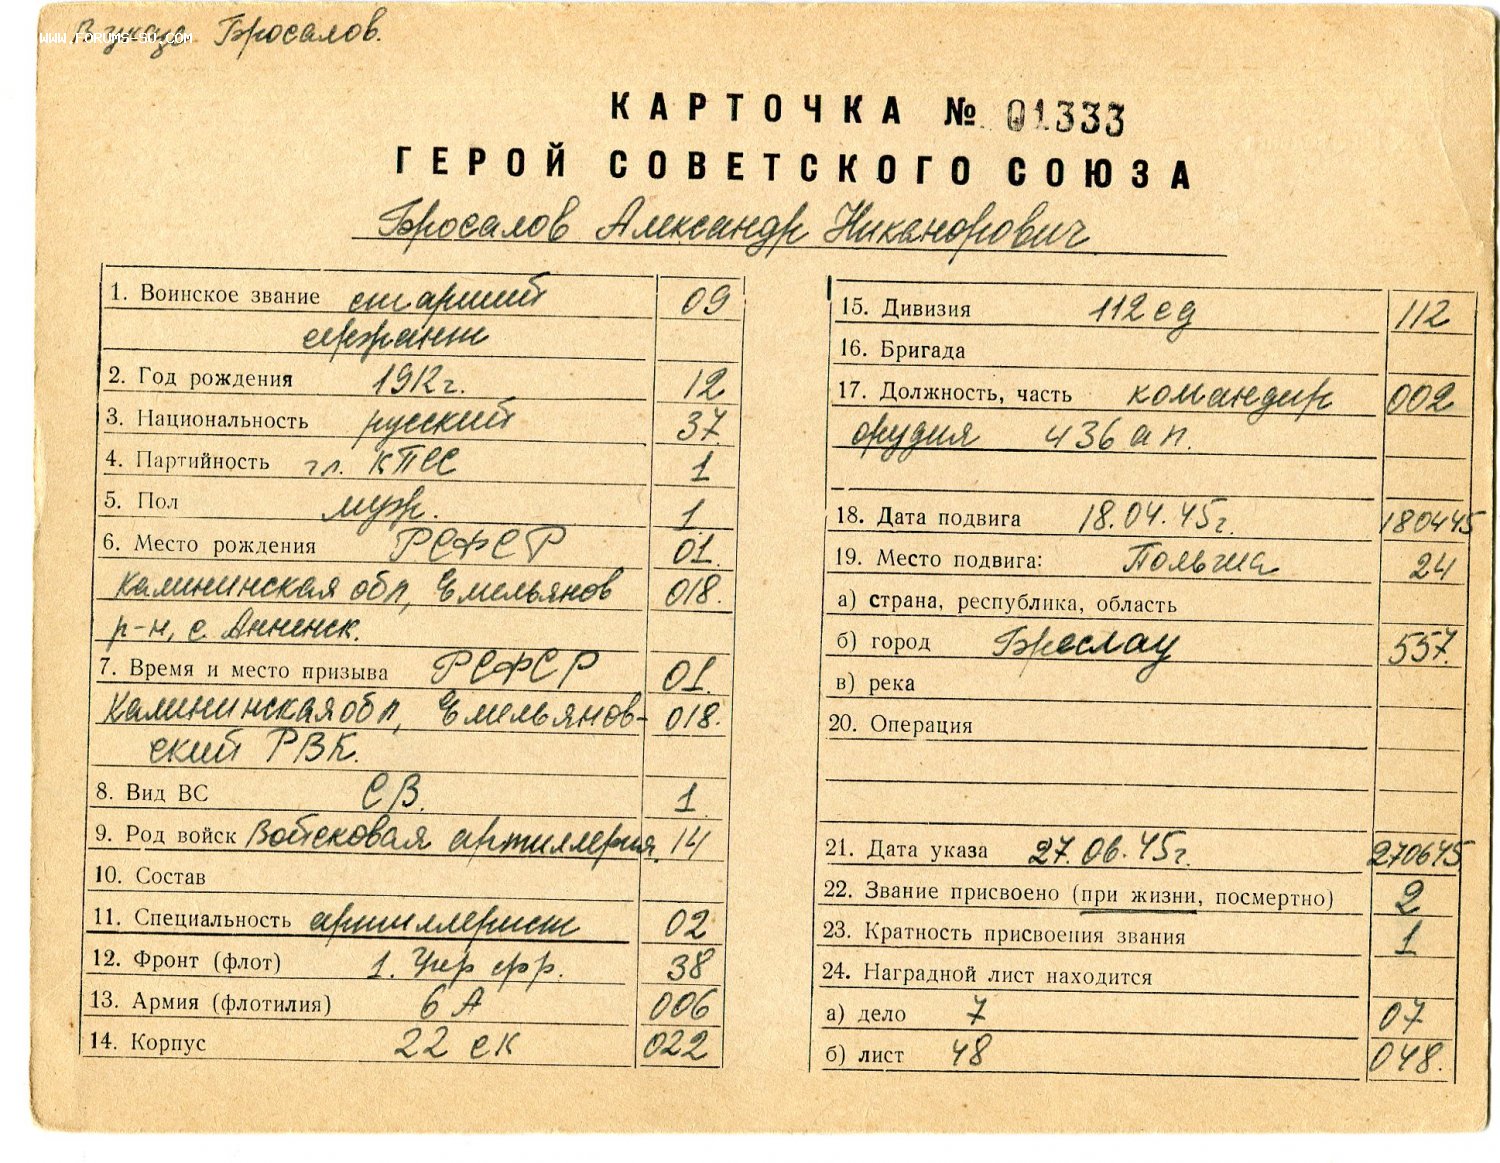 www.forums-su.com
В указе Бросалов.
КАРТОЧКА № 01333
ГЕРОЙ СОВЕТСКОГО СОЮЗА
Бросалов Александр Никанорович
1. Воинское звание старший 09
сержант
2. Год рождения 1912г. 12
3. Национальность русский 37
4. Партийность чл. КПСС 1
5. Пол муж. 1
6. Место рождения РСФСР 01.
Калининская обл, Емельянов 018.
р-н, с. Анненск.
7. Время и место призыва РСФСР 01.
Калининская обл, Емельянов- 018.
ский РВК.
8. Вид ВС СВ. 1
9. Род войск Войсковая артиллерия. 14
10. Состав
11. Специальность артиллерист 02
12. Фронт (флот) 1. Укр фр. 38
13. Армия (флотилия) 6 А 006
14. Корпус 22 ск 022
15. Дивизия 112 сд 112
16. Бригада
17. Должность, часть командир 002
орудия 436 ап.
18. Дата подвига 18.04.45г. 180445
19. Место подвига: Польша 24
а) страна, республика, область
б) город Бреслау 557.
в) река
20. Операция
21. Дата указа 27.06.45г. 270645
22. Звание присвоено (при жизни, посмертно) 2
23. Кратность присвоения звания 1
24. Наградной лист находится
а) дело 7 07
б) лист 48 048.